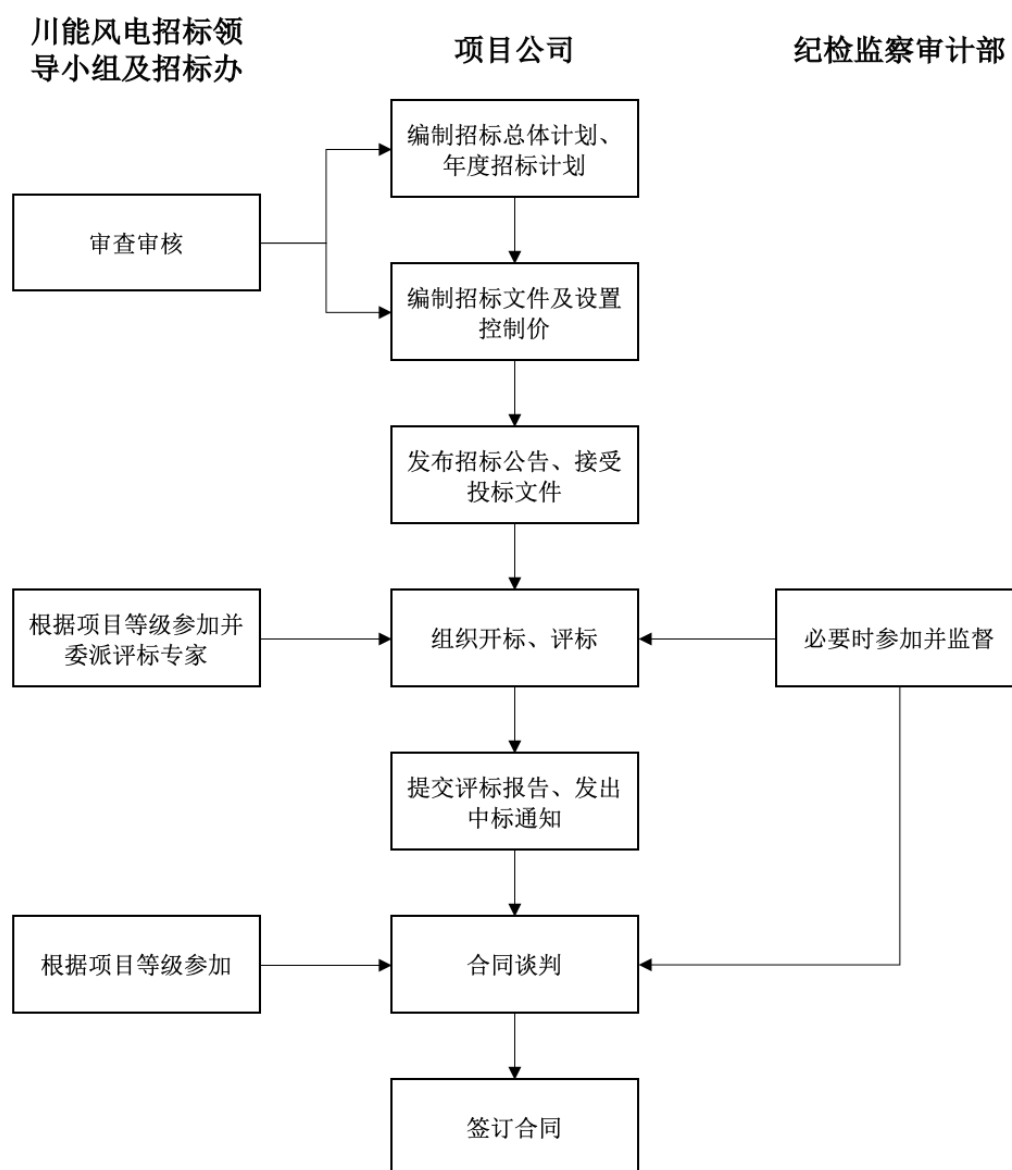 川能风电招标领
导小组及招标办
项目公司
纪检监察审计部
编制招标总体计划、
年度招标计划
审查审核
编制招标文件及设置
控制价
发布招标公告、接受
投标文件
根据项目等级参加并
委派评标专家
组织开标、评标
必要时参加并监督
提交评标报告、发出
中标通知
根据项目等级参加
合同谈判
签订合同